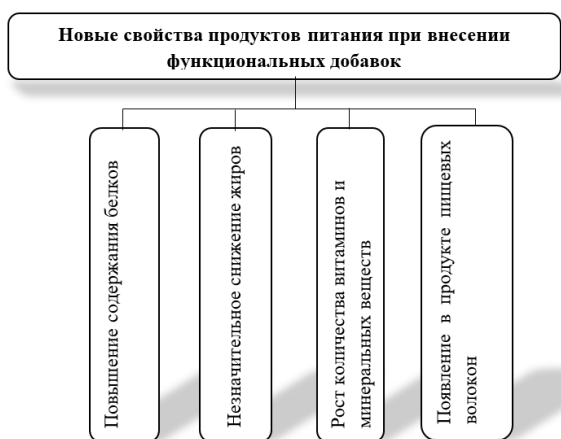 Новые свойства продуктов питания при внесении
функциональных добавок
Повышение содержания белков
Незначительное снижение жиров
Рост количества витаминов и
минеральных веществ
Появление в продукте пищевых
волокон